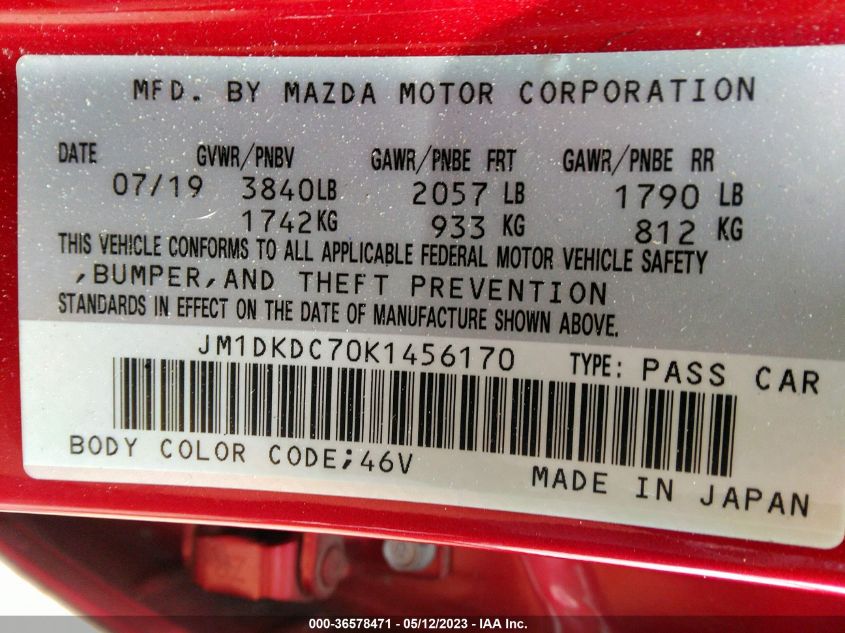 MFD. BY MAZDA MOTOR CORPORATION
DATE GVWR/PNBV GAWR/PNBE FRT GAWR/PNBE RR
07/19 3840LB 2057 LB 1790 LB
1742KG 933 KG 812 KG
THIS VEHICLE CONFORMS TO ALL APPLICABLE FEDERAL MOTOR VEHICLE SAFETY
,BUMPER,AND THEFT PREVENTION
STANDARDS IN EFFECT ON THE DATE OF MANUFACTURE SHOWN ABOVE.
JM1DKDC70K1456170 TYPE: PASS CAR
BODY COLOR CODE;46V
MADE IN JAPAN
000-36578471 - 05/12/2023 - IAA Inc.